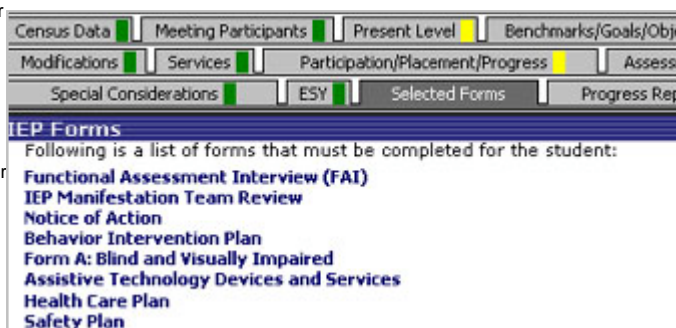 r
Census Data Meeting Participants Present Level Benchmarks/Goals/Obj
Modifications Services Participation/Placement/Progress Assess
Special Considerations ESY Selected Forms Progress Rep
IEP Forms
Following is a list of forms that must be completed for the student:
r
Functional Assessment Interview (FAI)
IEP Manifestation Team Review
Notice of Action
Behavior Intervention Plan
Form A: Blind and Visually Impaired
Assistive Technology Devices and Services
Health Care Plan
Safety Plan